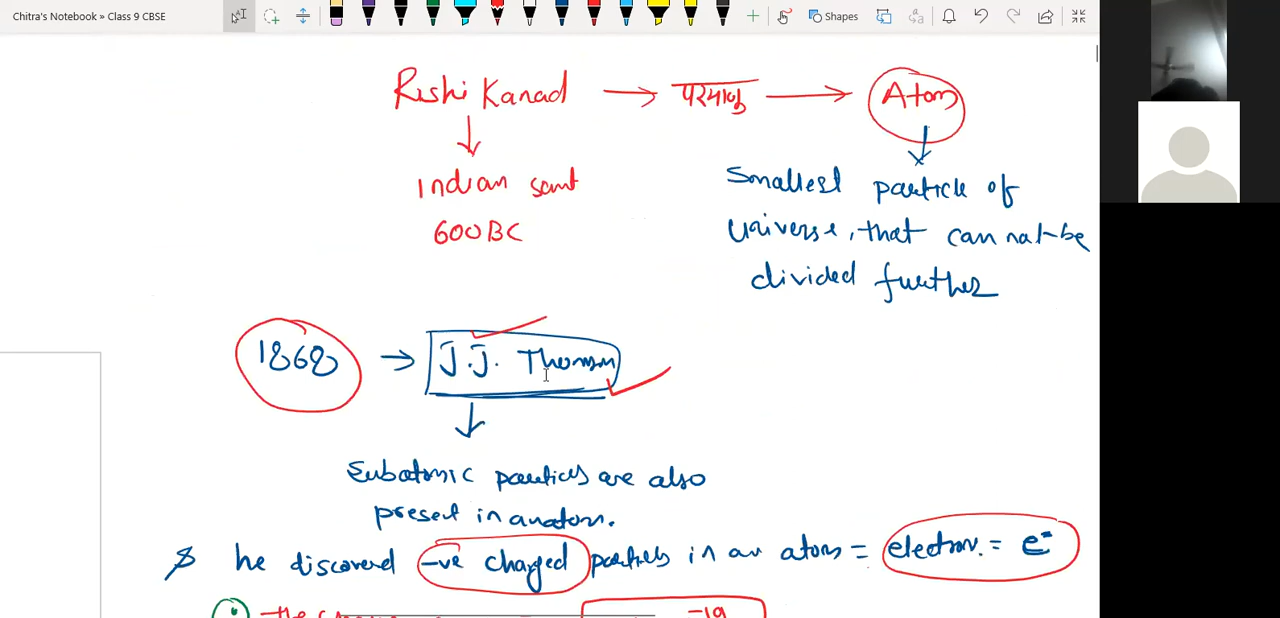 Chitra's Notebook » Class 9 CBSE
Shapes
Rishi Kanad → परमाणु → Atom
Indian saint
600 BC
Smallest particle of
Universe, that can not be
divided further
1868 → J.J. Thomson
Subatomic particles are also
present in an atom.
he discovered -ve charged particles in an atom = electron = e⁻
-19